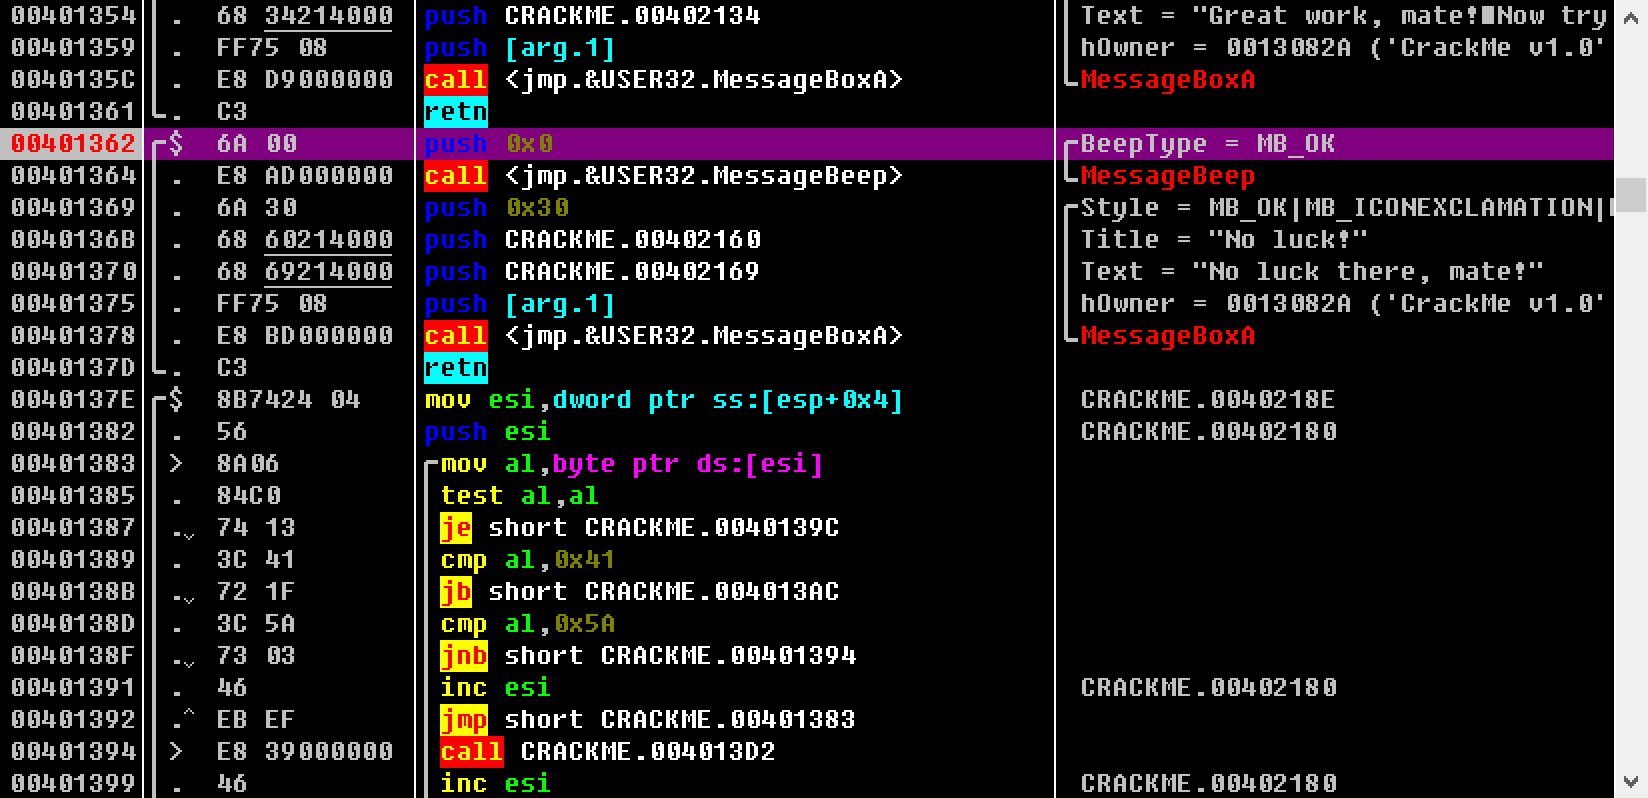 00401354 . 68 34214000 push CRACKME.00402134 Text = "Great work, mate!■Now try
00401359 . FF75 08 push [arg.1] hOwner = 0013082A ('CrackMe v1.0'
0040135C . E8 D9000000 call <jmp.&USER32.MessageBoxA> MessageBoxA
00401361 . C3 retn
00401362 $ 6A 00 push 0x0 BeepType = MB_OK
00401364 . E8 AD000000 call <jmp.&USER32.MessageBeep> MessageBeep
00401369 . 6A 30 push 0x30 Style = MB_OK|MB_ICONEXCLAMATION|
0040136B . 68 60214000 push CRACKME.00402160 Title = "No luck!"
00401370 . 68 69214000 push CRACKME.00402169 Text = "No luck there, mate!"
00401375 . FF75 08 push [arg.1] hOwner = 0013082A ('CrackMe v1.0'
00401378 . E8 BD000000 call <jmp.&USER32.MessageBoxA> MessageBoxA
0040137D . C3 retn
0040137E $ 8B7424 04 mov esi,dword ptr ss:[esp+0x4] CRACKME.0040218E
00401382 . 56 push esi CRACKME.00402180
00401383 > 8A06 mov al,byte ptr ds:[esi]
00401385 . 84C0 test al,al
00401387 .ˇ 74 13 je short CRACKME.0040139C
00401389 . 3C 41 cmp al,0x41
0040138B .ˇ 72 1F jb short CRACKME.004013AC
0040138D . 3C 5A cmp al,0x5A
0040138F .ˇ 73 03 jnb short CRACKME.00401394
00401391 . 46 inc esi CRACKME.00402180
00401392 .^ EB EF jmp short CRACKME.00401383
00401394 > E8 39000000 call CRACKME.004013D2
00401399 . 46 inc esi CRACKME.00402180